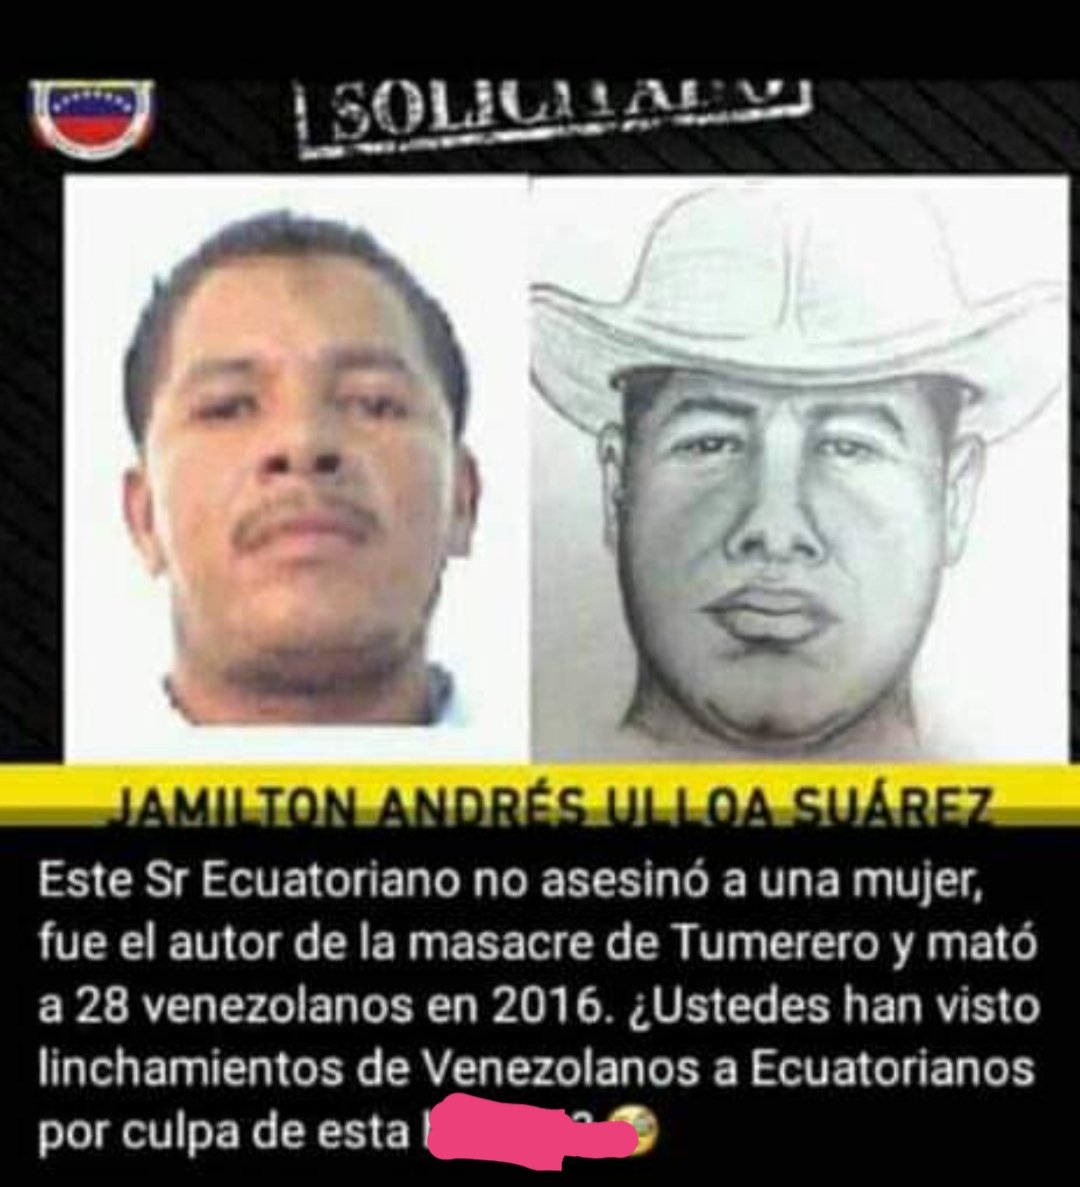 SOLICITADO
JAMILTON ANDRÉS ULLOA SUÁREZ
Este Sr Ecuatoriano no asesinó a una mujer,
fue el autor de la masacre de Tumerero y mató
a 28 venezolanos en 2016. ¿Ustedes han visto
linchamientos de Venezolanos a Ecuatorianos
por culpa de esta